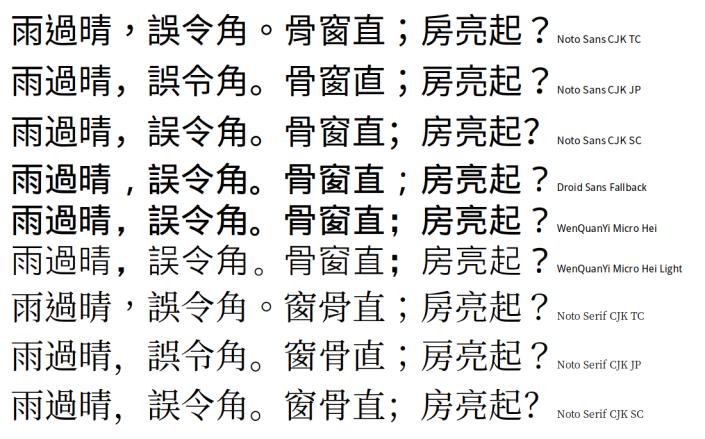 雨過晴，誤令角。骨窗直；房亮起？ Noto Sans CJK TC
雨過晴，誤令角。骨窗直；房亮起？ Noto Sans CJK JP
雨過晴，誤令角。骨窗直；房亮起？ Noto Sans CJK SC
雨過晴，誤令角。骨窗直；房亮起？ Droid Sans Fallback
雨過晴，誤令角。骨窗直；房亮起？ WenQuanYi Micro Hei
雨過晴，誤令角。骨窗直；房亮起？ WenQuanYi Micro Hei Light
雨過晴，誤令角。窗骨直；房亮起？ Noto Serif CJK TC
雨過晴，誤令角。窗骨直；房亮起？ Noto Serif CJK JP
雨過晴，誤令角。窗骨直；房亮起？ Noto Serif CJK SC